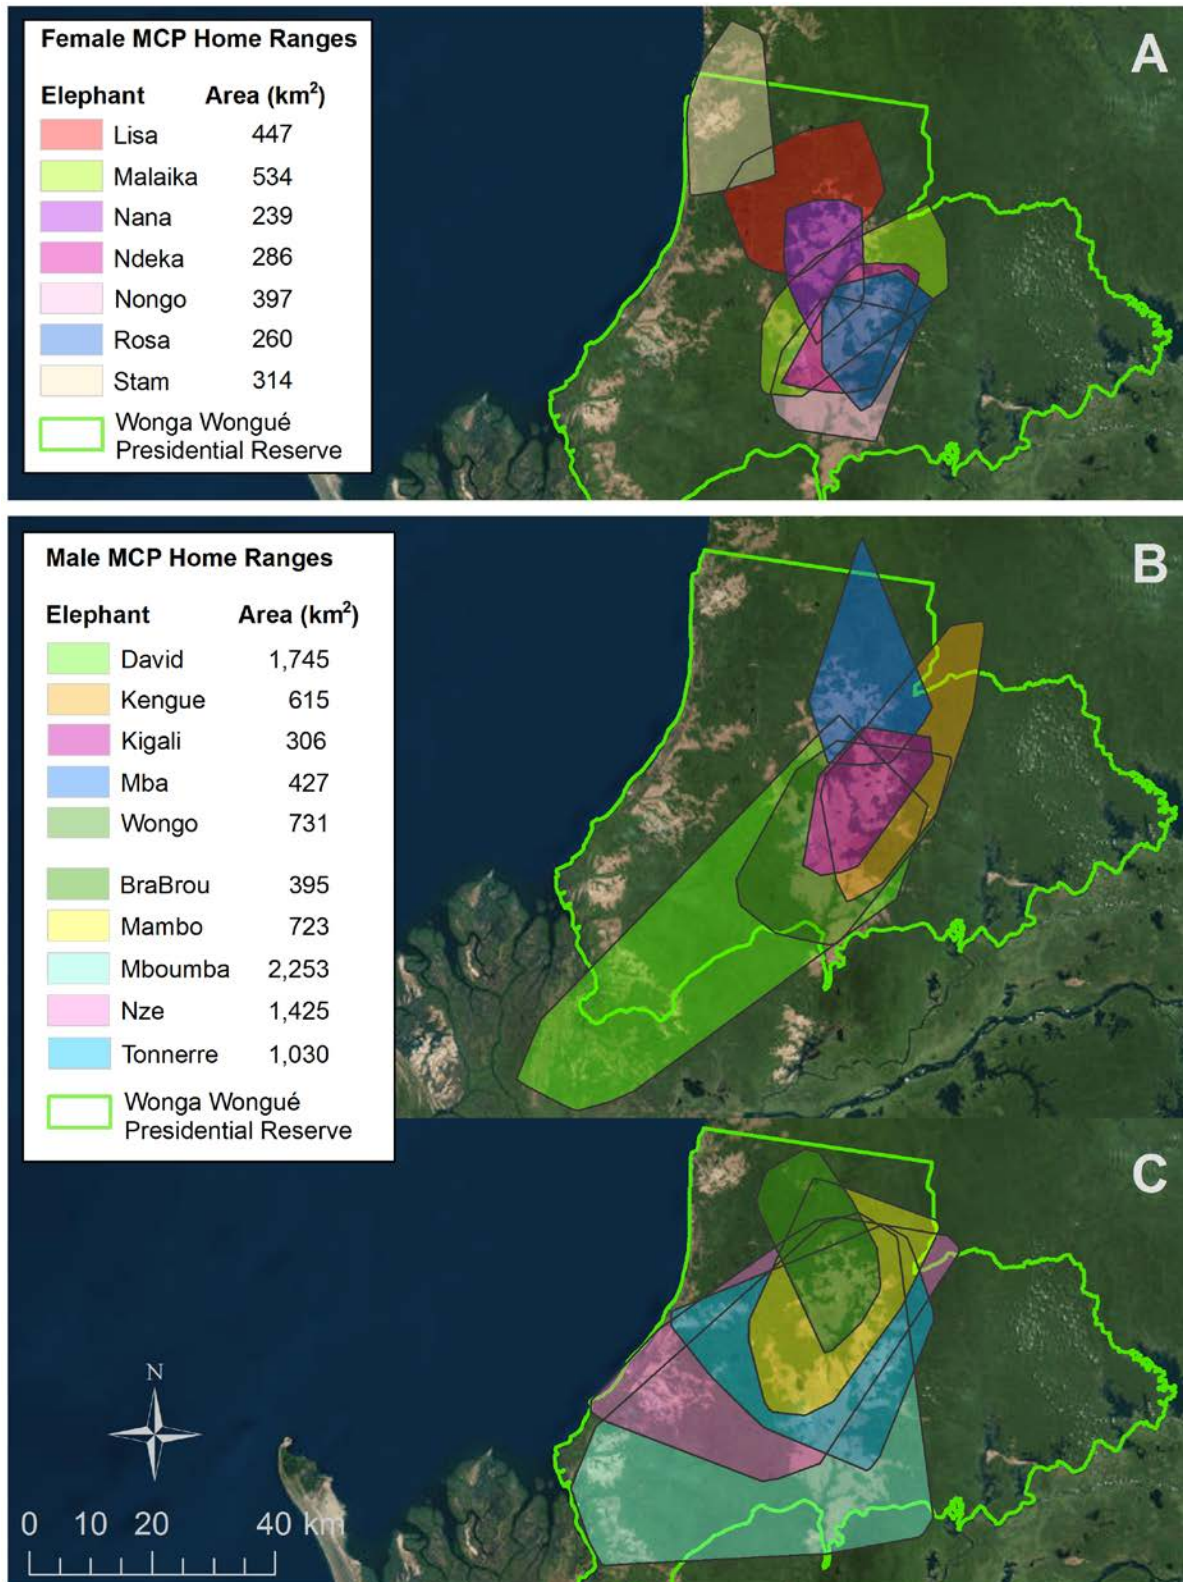 Female MCP Home Ranges
Elephant Area (km²)
Lisa 447
Malaika 534
Nana 239
Ndeka 286
Nongo 397
Rosa 260
Stam 314
Wonga Wongué
Presidential Reserve
A
Male MCP Home Ranges
Elephant Area (km²)
David 1,745
Kengue 615
Kigali 306
Mba 427
Wongo 731
BraBrou 395
Mambo 723
Mboumba 2,253
Nze 1,425
Tonnerre 1,030
Wonga Wongué
Presidential Reserve
B
C
N
0 10 20 40 km